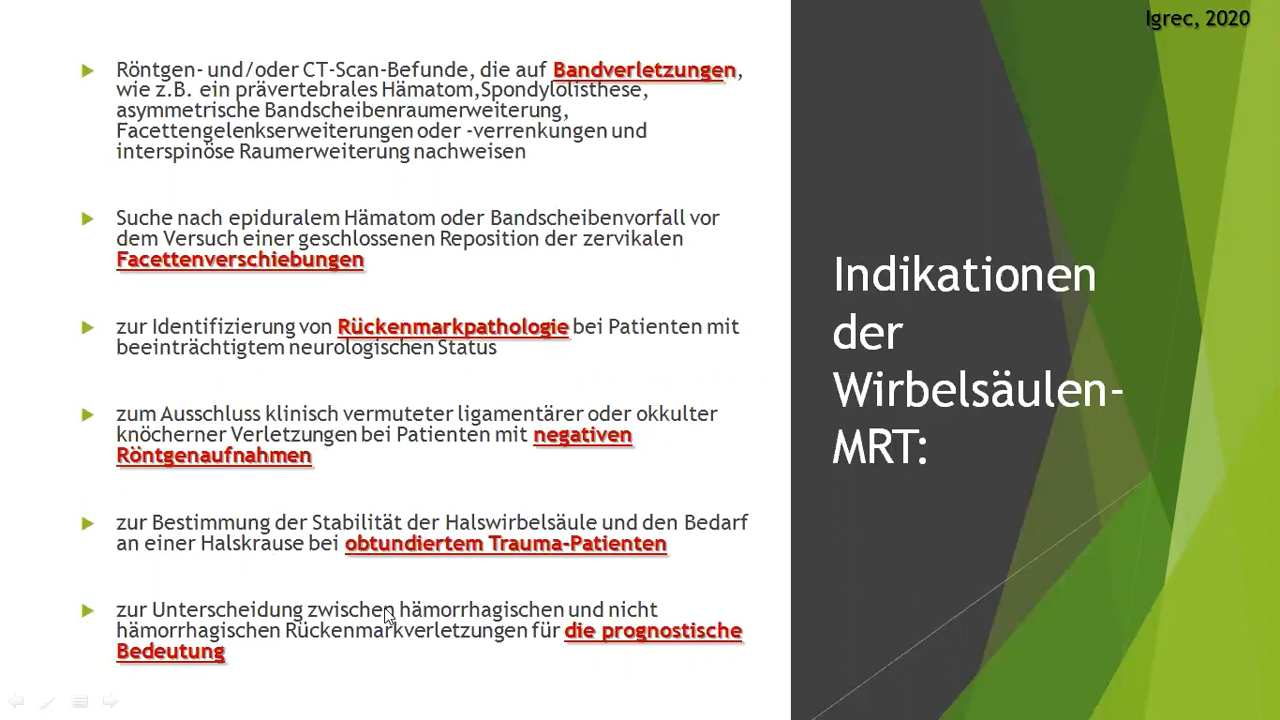 Igrec, 2020
Röntgen- und/oder CT-Scan-Befunde, die auf Bandverletzungen,
wie z.B. ein prävertebrales Hämatom,Spondylolisthese,
asymmetrische Bandscheibenraumerweiterung,
Facettengelenkserweiterungen oder -verrenkungen und
interspinöse Raumerweiterung nachweisen
Suche nach epiduralem Hämatom oder Bandscheibenvorfall vor
dem Versuch einer geschlossenen Reposition der zervikalen
Facettenverschiebungen
zur Identifizierung von Rückenmarkpathologie bei Patienten mit
beeinträchtigtem neurologischen Status
zum Ausschluss klinisch vermuteter ligamentärer oder okkulter
knöcherner Verletzungen bei Patienten mit negativen
Röntgenaufnahmen
zur Bestimmung der Stabilität der Halswirbelsäule und den Bedarf
an einer Halskrause bei obtundiertem Trauma-Patienten
zur Unterscheidung zwischen hämorrhagischen und nicht
hämorrhagischen Rückenmarkverletzungen für die prognostische
Bedeutung
Indikationen
der
Wirbelsäulen-
MRT: